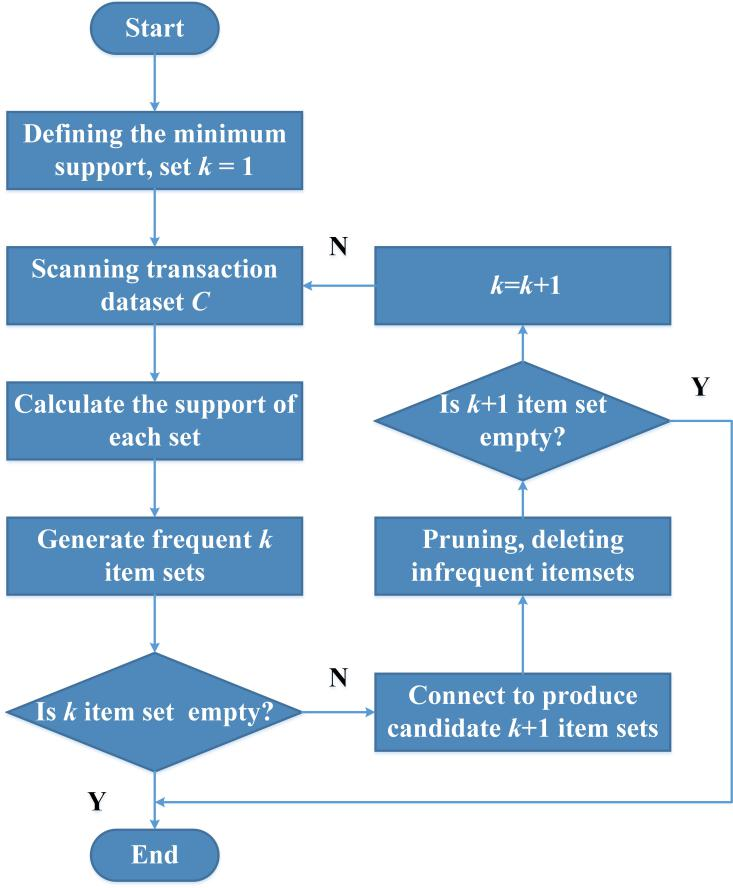 Start
Defining the minimum
support, set k = 1
Scanning transaction
dataset C
Calculate the support of
each set
Generate frequent k
item sets
Is k item set empty?
Y
End
N
Connect to produce
candidate k+1 item sets
Pruning, deleting
infrequent itemsets
Is k+1 item set
empty?
Y
k=k+1
N